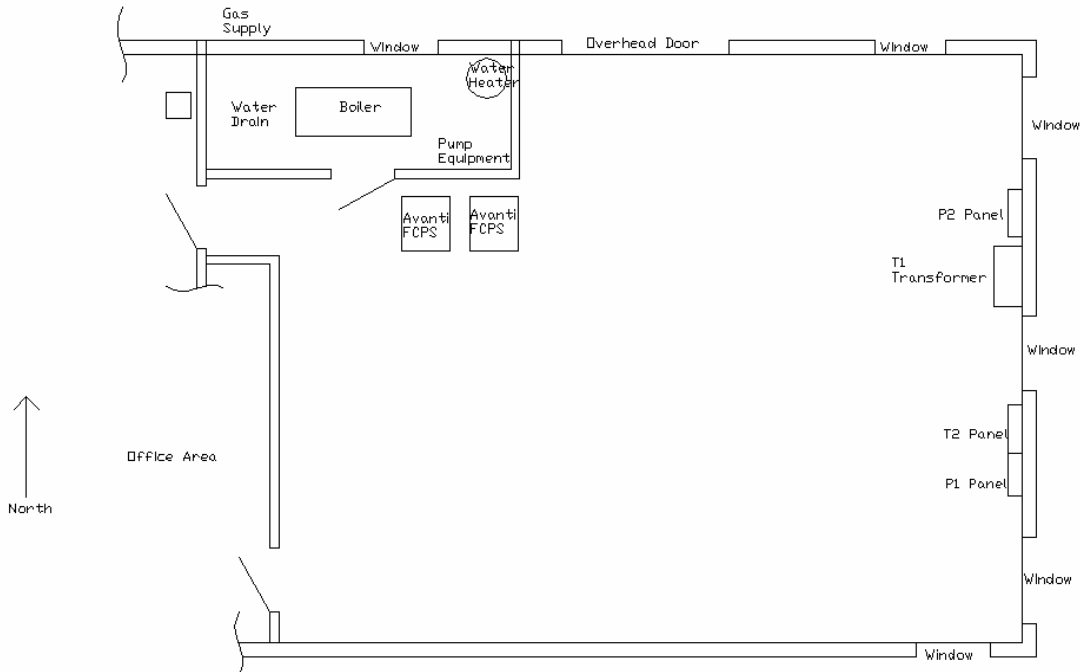 Gas
Supply
Window
Overhead Door
Window
Water
Heater
Water
Drain
Boiler
Window
Pump
Equipment
Avanti
FCPS
Avanti
FCPS
P2 Panel
T1
Transformer
Window
T2 Panel
Office Area
P1 Panel
North
Window
Window